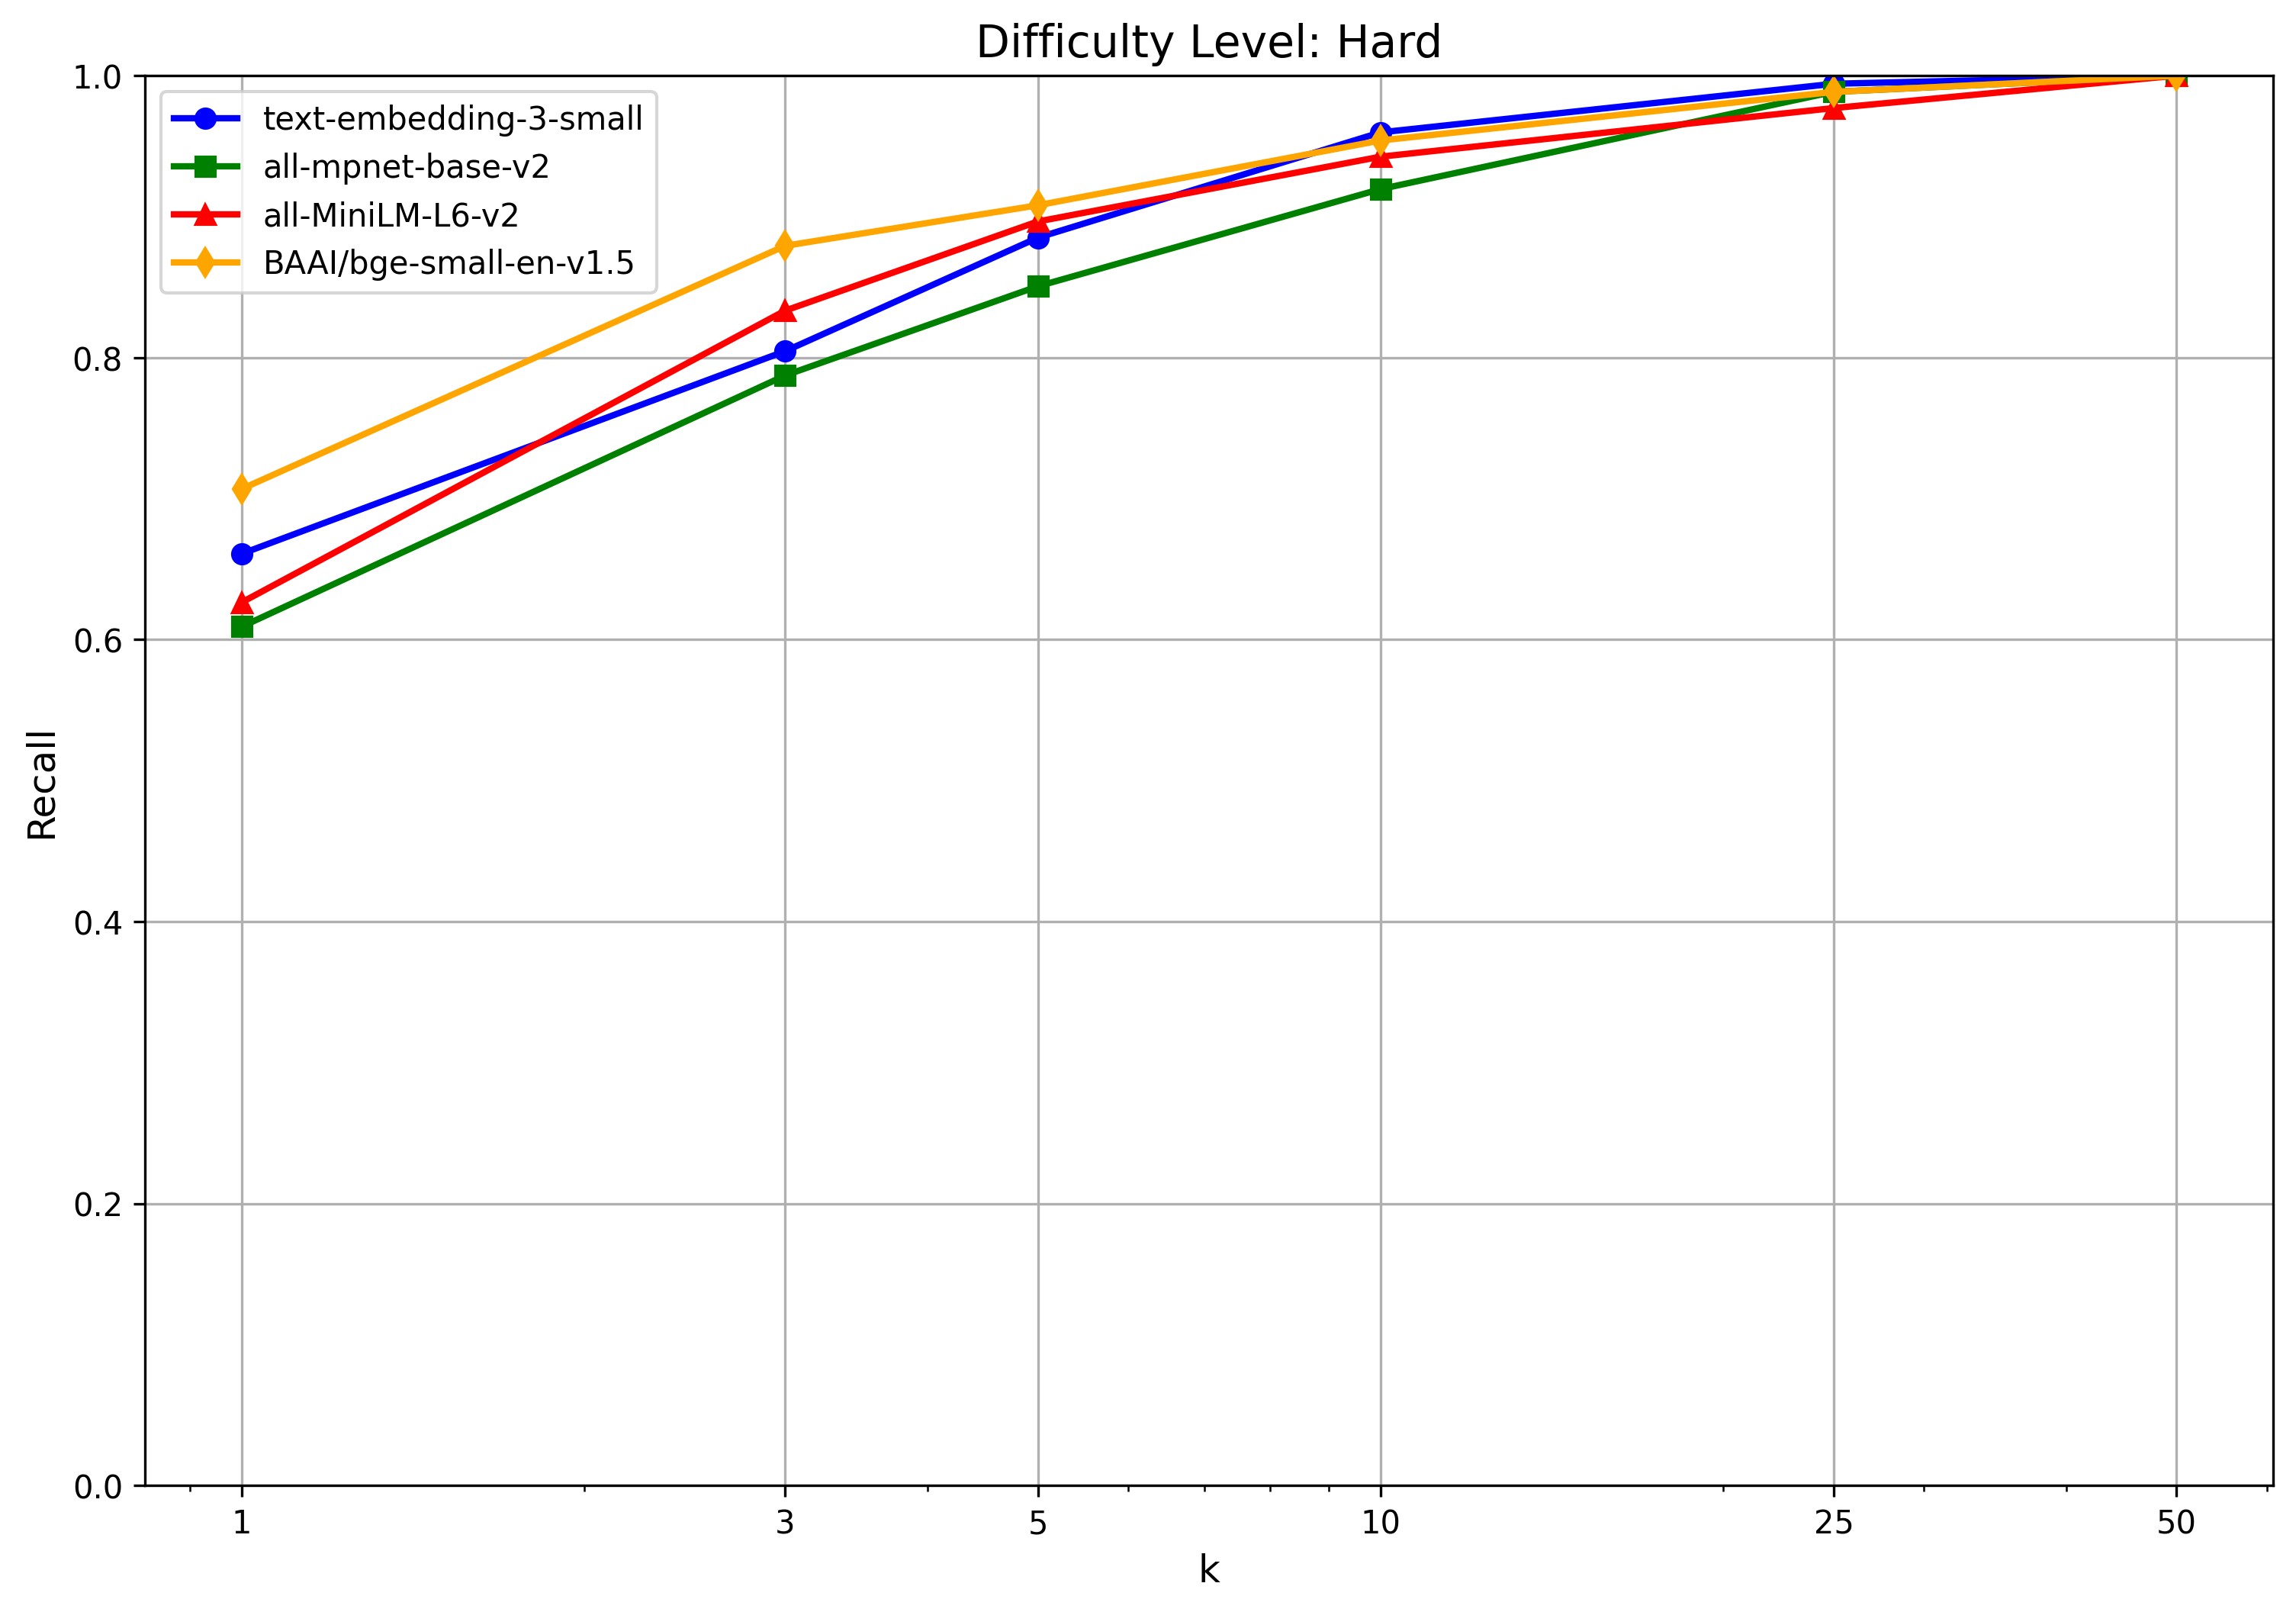 Difficulty Level: Hard
1.0
text-embedding-3-small
all-mpnet-base-v2
all-MiniLM-L6-v2
BAAI/bge-small-en-v1.5
0.8
0.6
Recall
0.4
0.2
0.0
1 3 5 10 25 50
k